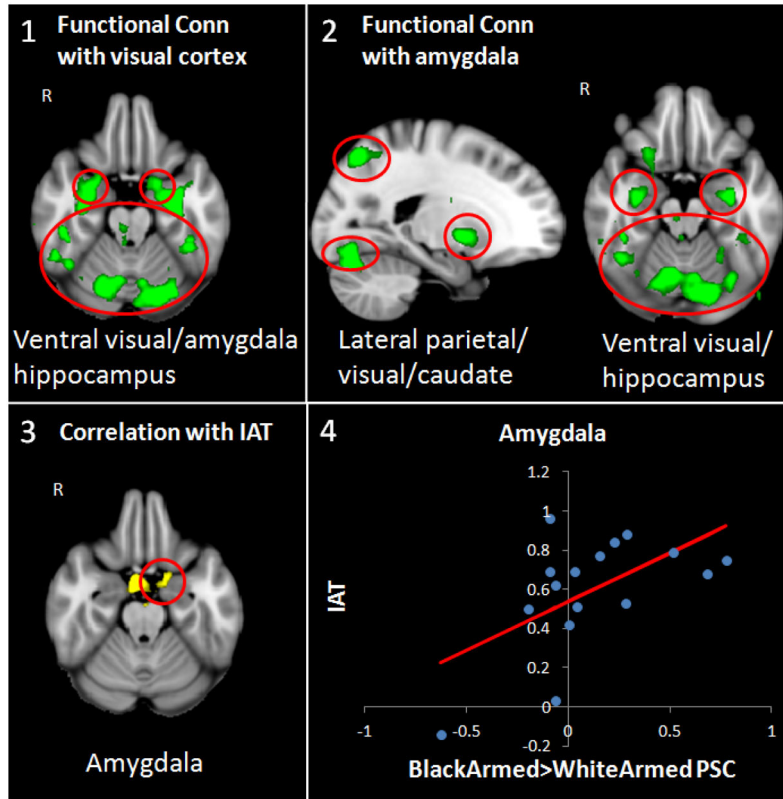 1 Functional Conn
with visual cortex
R
Ventral visual/amygdala
hippocampus
2 Functional Conn
with amygdala
R
Lateral parietal/
visual/caudate
Ventral visual/
hippocampus
3 Correlation with IAT
R
Amygdala
4 Amygdala
1.2
1
0.8
0.6
0.4
0.2
0
-0.2
IAT
-1 -0.5 0 0.5 1
BlackArmed>WhiteArmed PSC